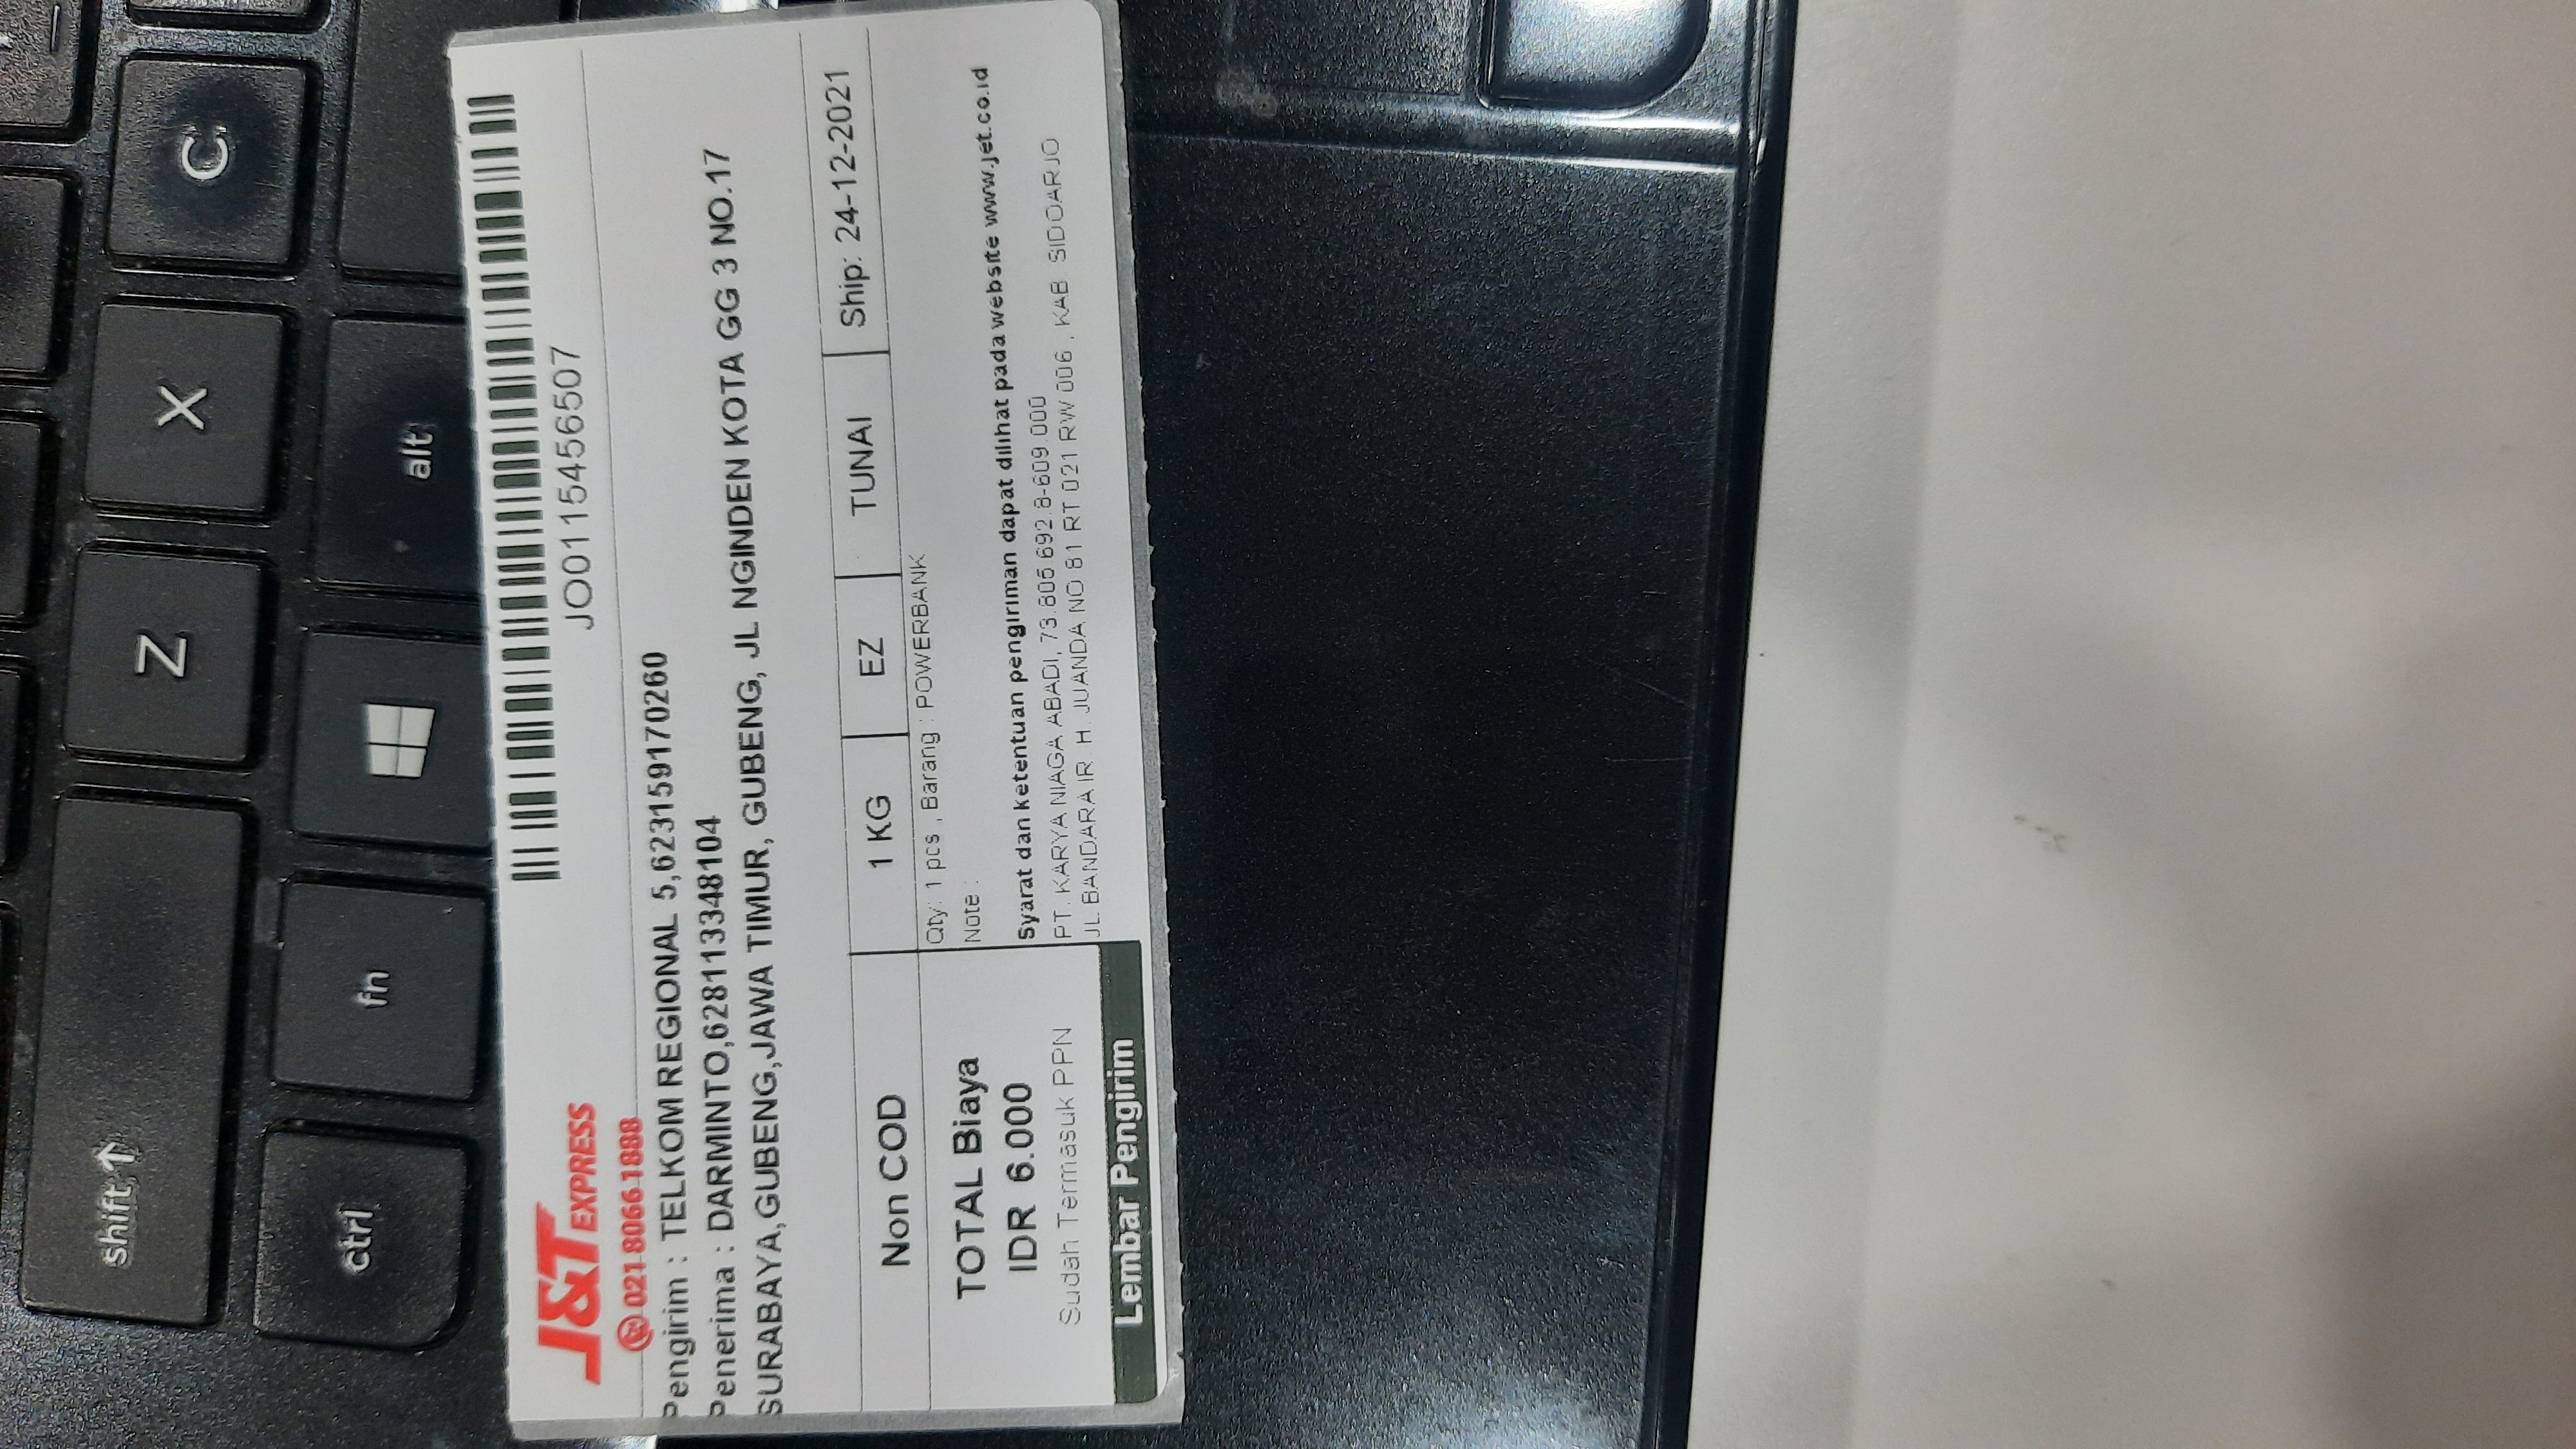 shift ↑
Z
X
C
ctrl
fn
alt
J&T EXPRESS
021 8066 1888
JO0115456507
Pengirim : TELKOM REGIONAL 5,623159170260
Penerima : DARMINTO,628113348104
SURABAYA,GUBENG,JAWA TIMUR, GUBENG, JL NGINDEN KOTA GG 3 NO.17
Non COD
1 KG
EZ
TUNAI
Ship: 24-12-2021
TOTAL Biaya
IDR 6.000
Sudah Termasuk PPN
Lembar Pengirim
Qty: 1 pcs , Barang : POWERBANK
Note :
Syarat dan Ketentuan pengiriman dapat dilihat pada website www.jet.co.id
PT. KARYA NIAGA ABADI, 73.805.692.8-609.000
JL. BANDARA IR. H. JUANDA NO 81 RT 021 RW 006 , KAB. SIDOARJO